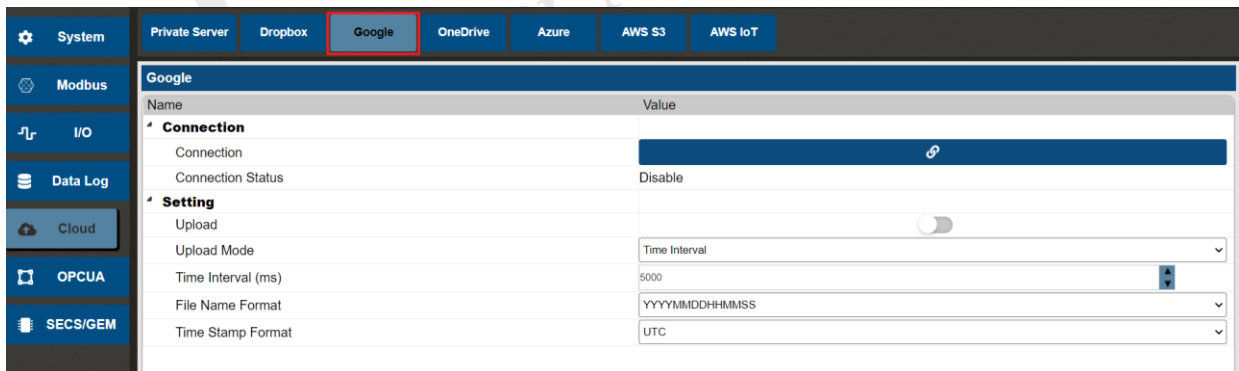 System
Modbus
I/O
Data Log
Cloud
OPCUA
SECS/GEM
Private Server Dropbox Google OneDrive Azure AWS S3 AWS IoT
Google
Name Value
Connection
Connection
Connection Status Disable
Setting
Upload
Upload Mode Time Interval
Time Interval (ms) 5000
File Name Format YYYYMMDDHHMMSS
Time Stamp Format UTC